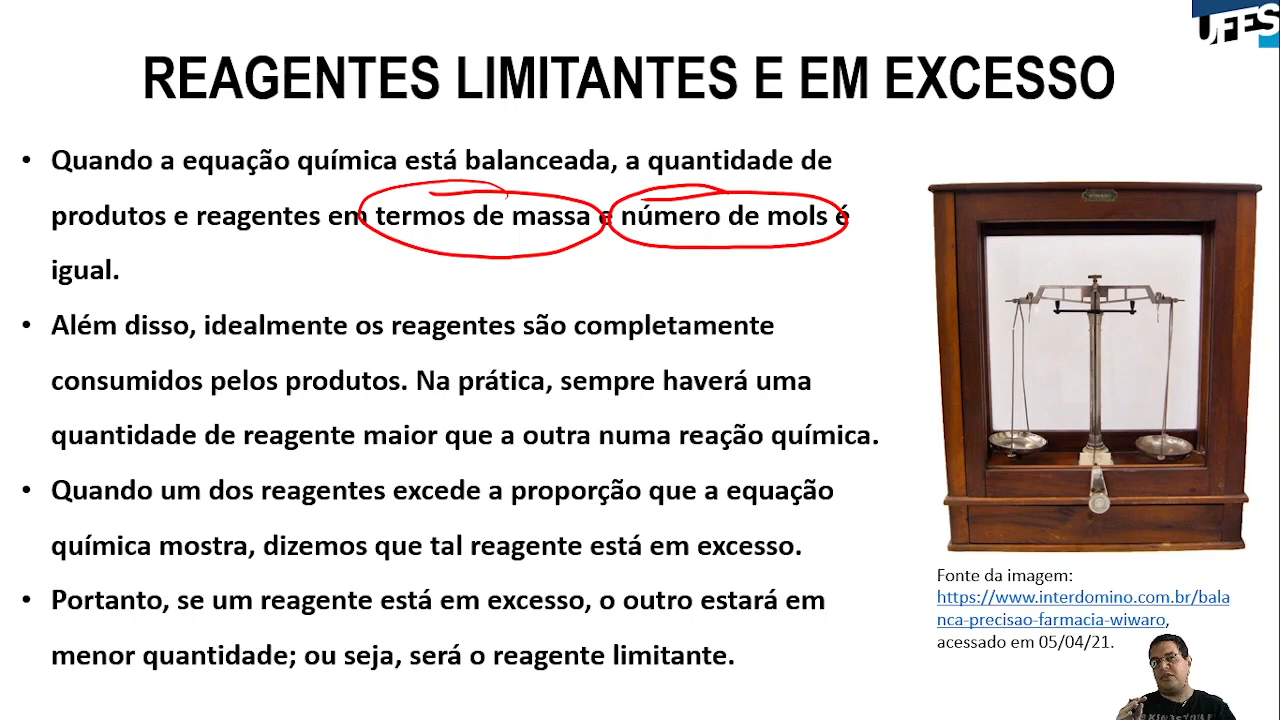 UFES
REAGENTES LIMITANTES E EM EXCESSO
• Quando a equação química está balanceada, a quantidade de
produtos e reagentes em termos de massa e número de mols é
igual.
• Além disso, idealmente os reagentes são completamente
consumidos pelos produtos. Na prática, sempre haverá uma
quantidade de reagente maior que a outra numa reação química.
• Quando um dos reagentes excede a proporção que a equação
química mostra, dizemos que tal reagente está em excesso.
• Portanto, se um reagente está em excesso, o outro estará em
menor quantidade; ou seja, será o reagente limitante.
Fonte da imagem:
https://www.interdomino.com.br/bala
nca-precisao-farmacia-wiwaro,
acessado em 05/04/21.